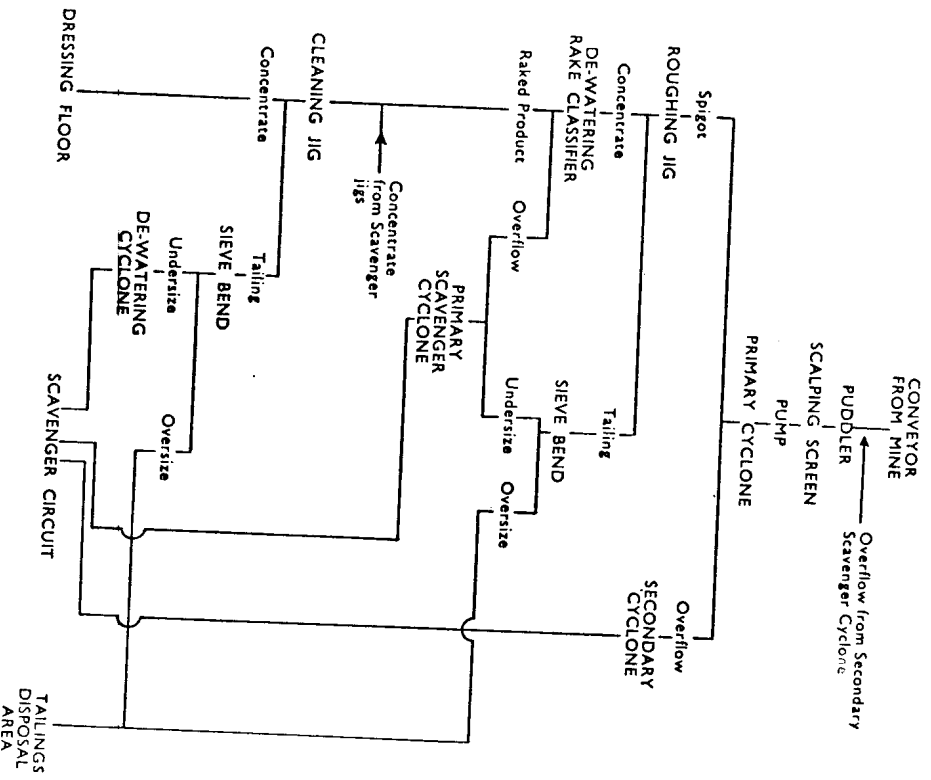 CONVEYOR
FROM MINE
Overflow from Secondary
Scavenger Cyclone
PUDDLER
SCALPING SCREEN
PUMP
PRIMARY CYCLONE
Spigot
Overflow
ROUGHING JIG
SECONDARY
CYCLONE
Concentrate
Tailing
DE-WATERING
RAKE CLASSIFIER
SIEVE BEND
Raked Product
Overflow
Undersize
Oversize
PRIMARY
SCAVENGER
CYCLONE
Concentrate
from Scavenger
jigs
CLEANING JIG
Concentrate
Tailing
SIEVE BEND
Undersize
Oversize
DE-WATERING
CYCLONE
DRESSING FLOOR
SCAVENGER CIRCUIT
TAILINGS
DISPOSAL
AREA